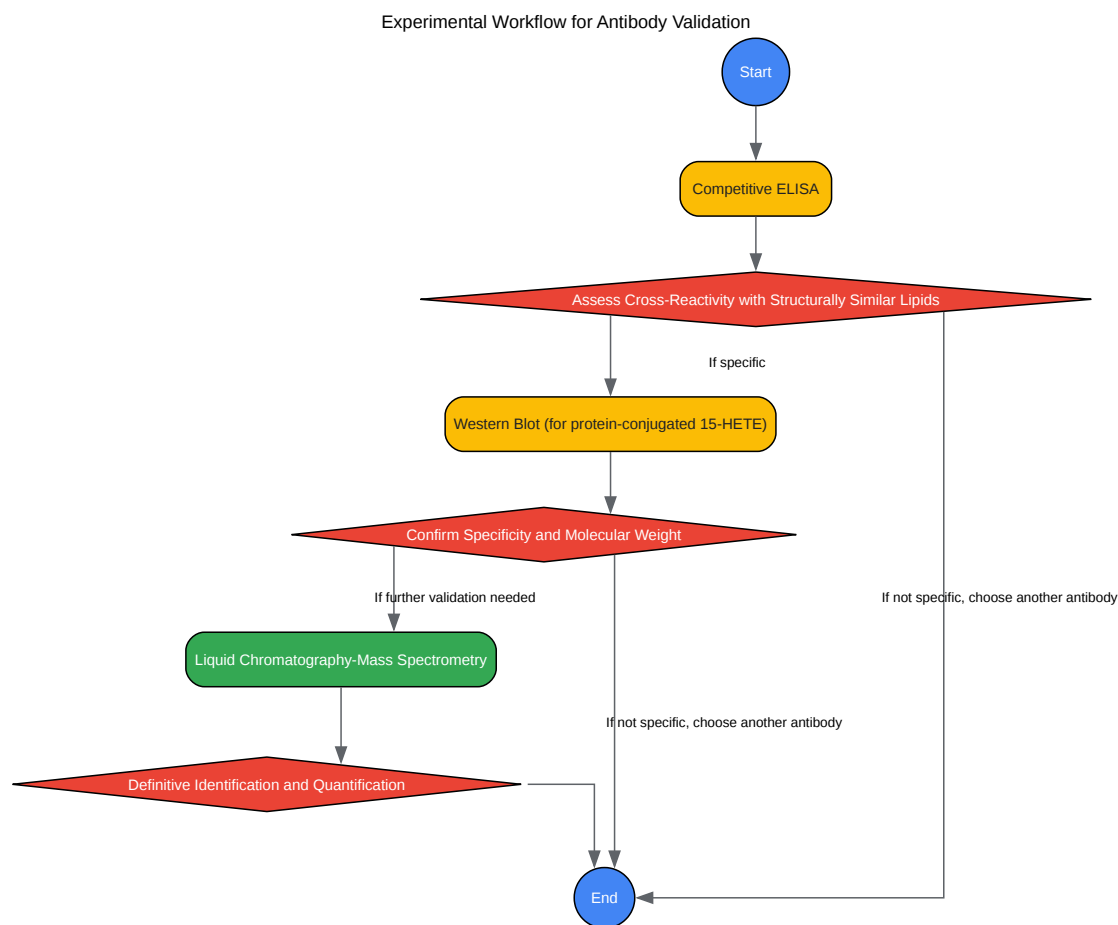 Experimental Workflow for Antibody Validation
Start
Competitive ELISA
Assess Cross-Reactivity with Structurally Similar Lipids
If specific
Western Blot (for protein-conjugated 15-HETE)
Confirm Specificity and Molecular Weight
If further validation needed
If not specific, choose another antibody
Liquid Chromatography-Mass Spectrometry
If not specific, choose another antibody
Definitive Identification and Quantification
End